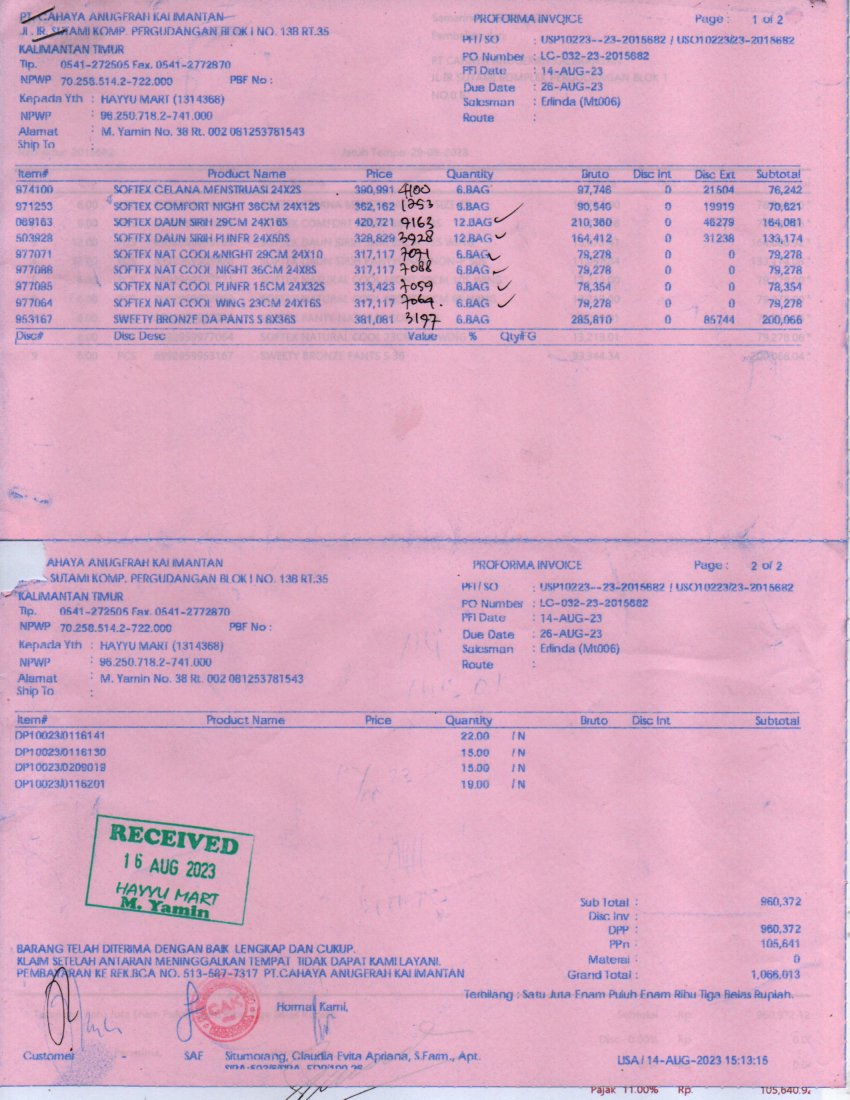 PT. CAHAYA ANUGERAH KALIMANTAN PROFORMA INVOICE Page : 1 of 2
JL. IR. SUTAMI KOMP. PERGUDANGAN BLOK I NO. 13B RT.35
KALIMANTAN TIMUR PFI / SO : USP10223--23-2015682 / USO10223/23-2015682
Tlp. 0541-272505 Fax. 0541-2772870 PO Number : LC-032-23-2015682
NPWP 70.258.514.2-722.000 PBF No : PFI Date : 14-AUG-23
Due Date : 26-AUG-23
Kepada Yth : HAYYU MART (1314368) Salesman : Erlinda (Mt006)
NPWP : 96.250.718.2-741.000 Route :
Alamat : M. Yamin No. 38 Rt. 002 081253781543
Ship To :
Item# Product Name Price Quantity Bruto Disc Int Disc Ext Subtotal
974100 SOFTEX CELANA MENSTRUASI 24X2S 390,991 4100 6.BAG 97,748 0 21504 76,242
971253 SOFTEX COMFORT NIGHT 36CM 24X12S 362,162 1253 6.BAG 90,540 0 19919 70,621
089163 SOFTEX DAUN SIRIH 29CM 24X16S 420,721 9163 12.BAG 210,360 0 46279 164,081
503928 SOFTEX DAUN SIRIH PLINER 24X50S 328,829 3928 12.BAG 164,412 0 31238 133,174
977071 SOFTEX NAT COOL&NIGHT 29CM 24X10 317,117 7071 6.BAG 79,278 0 0 79,278
977088 SOFTEX NAT COOL NIGHT 36CM 24X8S 317,117 7088 6.BAG 79,278 0 0 79,278
977095 SOFTEX NAT COOL PLINER 15CM 24X32S 313,423 7059 6.BAG 78,354 0 0 78,354
977064 SOFTEX NAT COOL WING 23CM 24X16S 317,117 7064 6.BAG 79,278 0 0 79,278
953167 SWEETY BRONZE DA PANTS S 8X36S 381,081 3197 6.BAG 285,810 0 85744 200,066
Disc# Disc Desc Value % Qty/FG
AHAYA ANUGERAH KALIMANTAN PROFORMA INVOICE Page : 2 of 2
SUTAMI KOMP. PERGUDANGAN BLOK I NO. 13B RT.35
KALIMANTAN TIMUR PFI / SO : USP10223--23-2015682 / USO10223/23-2015682
Tlp. 0541-272505 Fax. 0541-2772870 PO Number : LC-032-23-2015682
NPWP 70.258.514.2-722.000 PBF No : PFI Date : 14-AUG-23
Due Date : 26-AUG-23
Kepada Yth : HAYYU MART (1314368) Salesman : Erlinda (Mt006)
NPWP : 96.250.718.2-741.000 Route :
Alamat : M. Yamin No. 38 Rt. 002 081253781543
Ship To :
Item# Product Name Price Quantity Bruto Disc Int Subtotal
DP10023/0116141 22.00 / N
DP10023/0116130 15.00 / N
DP10023/0209019 15.00 / N
DP10023/0116201 19.00 / N
RECEIVED
16 AUG 2023
HAYYU MART
M. Yamin
Sub Total : 960,372
Disc Inv :
DPP : 960,372
PPn : 105,641
Materai : 0
Grand Total : 1,066,013
BARANG TELAH DITERIMA DENGAN BAIK LENGKAP DAN CUKUP.
KLAIM SETELAH ANTARAN MENINGGALKAN TEMPAT TIDAK DAPAT KAMI LAYANI.
PEMBAYARAN KE REK.BCA NO. 513-587-7317 PT.CAHAYA ANUGERAH KALIMANTAN
Terbilang : Satu Juta Enam Puluh Enam Ribu Tiga Belas Rupiah.
Hormat Kami,
Customer SAF Situmorang, Claudia Evita Apriana, S.Farm., Apt.
LISA / 14-AUG-2023 15:13:15
Pajak 11.00% Rp. 105,640.92